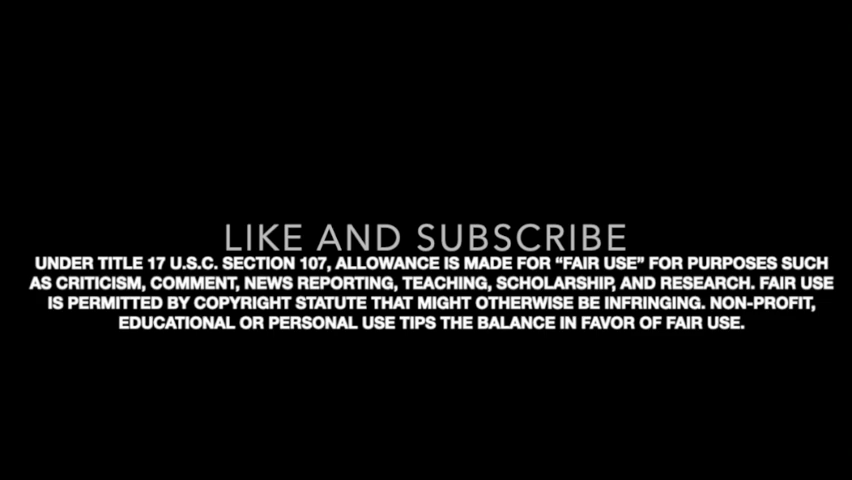 LIKE AND SUBSCRIBE
UNDER TITLE 17 U.S.C. SECTION 107, ALLOWANCE IS MADE FOR “FAIR USE” FOR PURPOSES SUCH
AS CRITICISM, COMMENT, NEWS REPORTING, TEACHING, SCHOLARSHIP, AND RESEARCH. FAIR USE
IS PERMITTED BY COPYRIGHT STATUTE THAT MIGHT OTHERWISE BE INFRINGING. NON-PROFIT,
EDUCATIONAL OR PERSONAL USE TIPS THE BALANCE IN FAVOR OF FAIR USE.